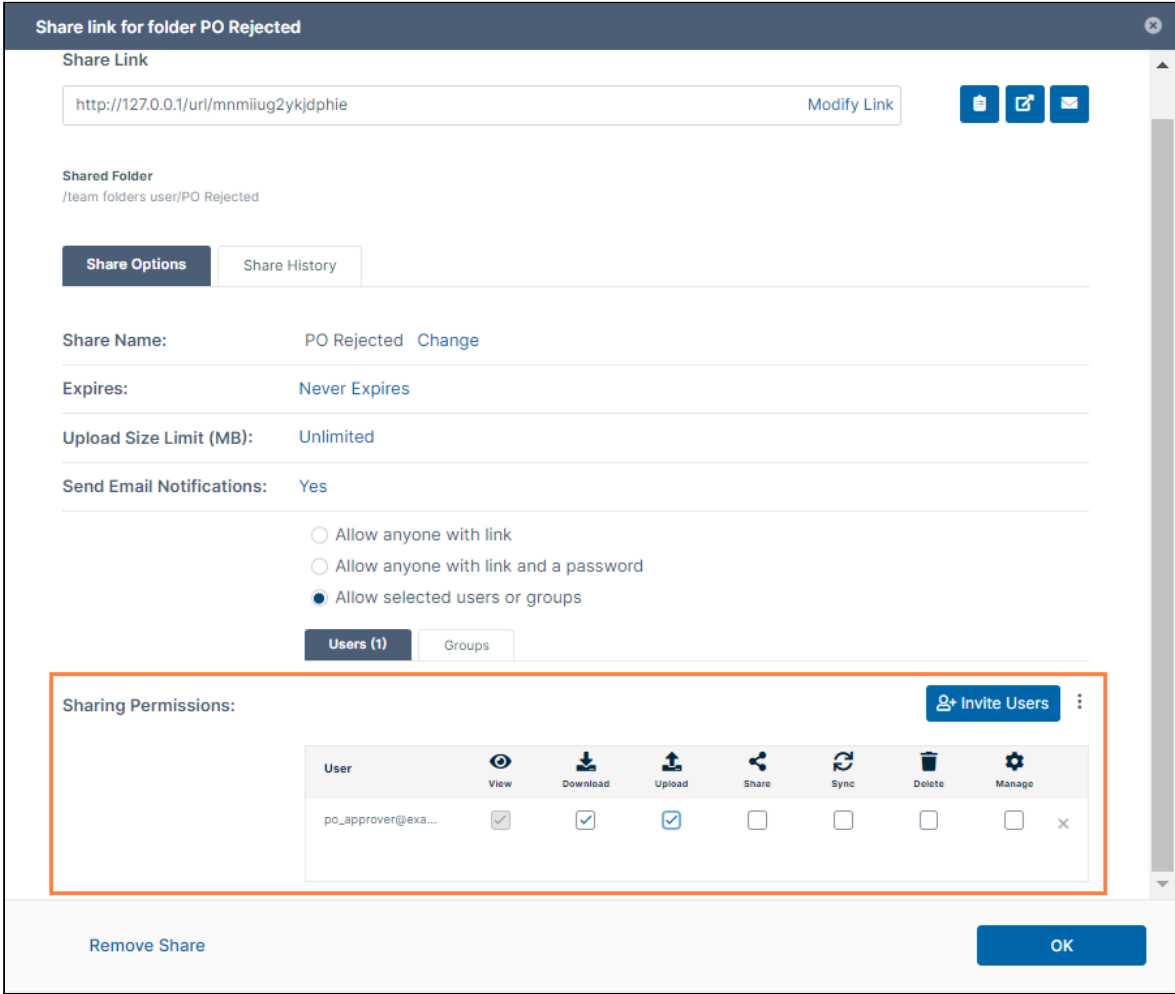 Share link for folder PO Rejected
Share Link
http://127.0.0.1/url/mnmiiug2ykjdphie Modify Link
Shared Folder
/team folders user/PO Rejected
Share Options Share History
Share Name: PO Rejected Change
Expires: Never Expires
Upload Size Limit (MB): Unlimited
Send Email Notifications: Yes
Allow anyone with link
Allow anyone with link and a password
Allow selected users or groups
Users (1) Groups
Sharing Permissions: Invite Users
User View Download Upload Share Sync Delete Manage
po_approver@exa...
Remove Share OK